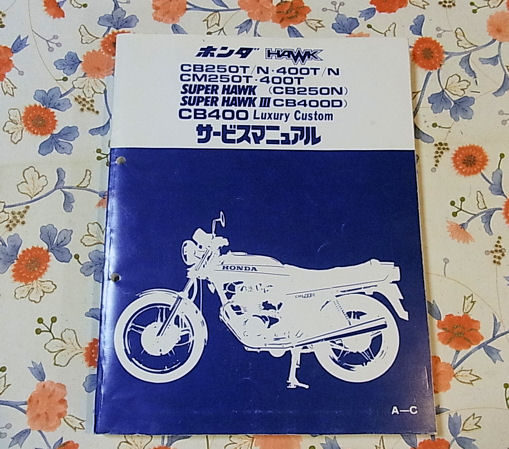 ホンダ HAWK
CB250T/N・400T/N
CM250T・400T
SUPER HAWK (CB250N)
SUPER HAWK III (CB400D)
CB400 Luxury Custom
サービスマニュアル
HONDA
A—C